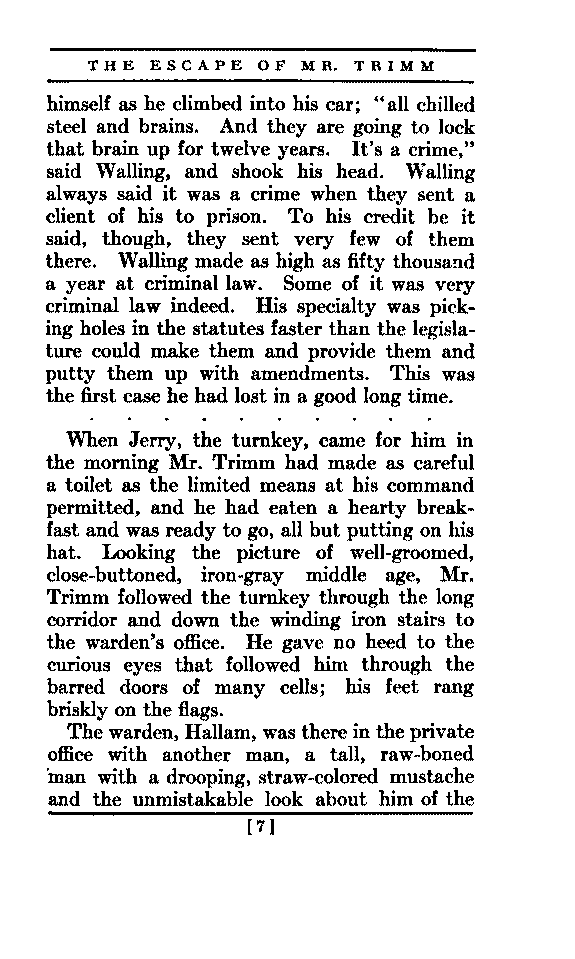 THE ESCAPE OF MR. TRIMM
himself as he climbed into his car; "all chilled
steel and brains. And they are going to lock
that brain up for twelve years. It's a crime,"
said Walling, and shook his head. Walling
always said it was a crime when they sent a
client of his to prison. To his credit be it
said, though, they sent very few of them
there. Walling made as high as fifty thousand
a year at criminal law. Some of it was very
criminal law indeed. His specialty was pick-
ing holes in the statutes faster than the legisla-
ture could make them and provide them and
putty them up with amendments. This was
the first case he had lost in a good long time.
. . . . . . . . . .
When Jerry, the turnkey, came for him in
the morning Mr. Trimm had made as careful
a toilet as the limited means at his command
permitted, and he had eaten a hearty break-
fast and was ready to go, all but putting on his
hat. Looking the picture of well-groomed,
close-buttoned, iron-gray middle age, Mr.
Trimm followed the turnkey through the long
corridor and down the winding iron stairs to
the warden's office. He gave no heed to the
curious eyes that followed him through the
barred doors of many cells; his feet rang
briskly on the flags.
The warden, Hallam, was there in the private
office with another man, a tall, raw-boned
man with a drooping, straw-colored mustache
and the unmistakable look about him of the
[7]